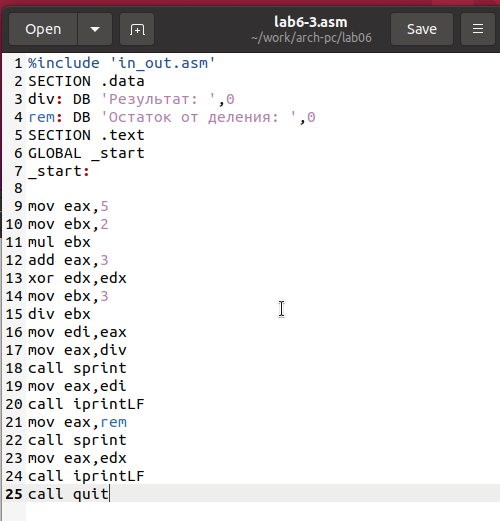 Open
lab6-3.asm
~/work/arch-pc/lab06
Save
1 %include 'in_out.asm'
2 SECTION .data
3 div: DB 'Результат: ',0
4 rem: DB 'Остаток от деления: ',0
5 SECTION .text
6 GLOBAL _start
7 _start:
8
9 mov eax,5
10 mov ebx,2
11 mul ebx
12 add eax,3
13 xor edx,edx
14 mov ebx,3
15 div ebx
16 mov edi,eax
17 mov eax,div
18 call sprint
19 mov eax,edi
20 call iprintLF
21 mov eax,rem
22 call sprint
23 mov eax,edx
24 call iprintLF
25 call quit